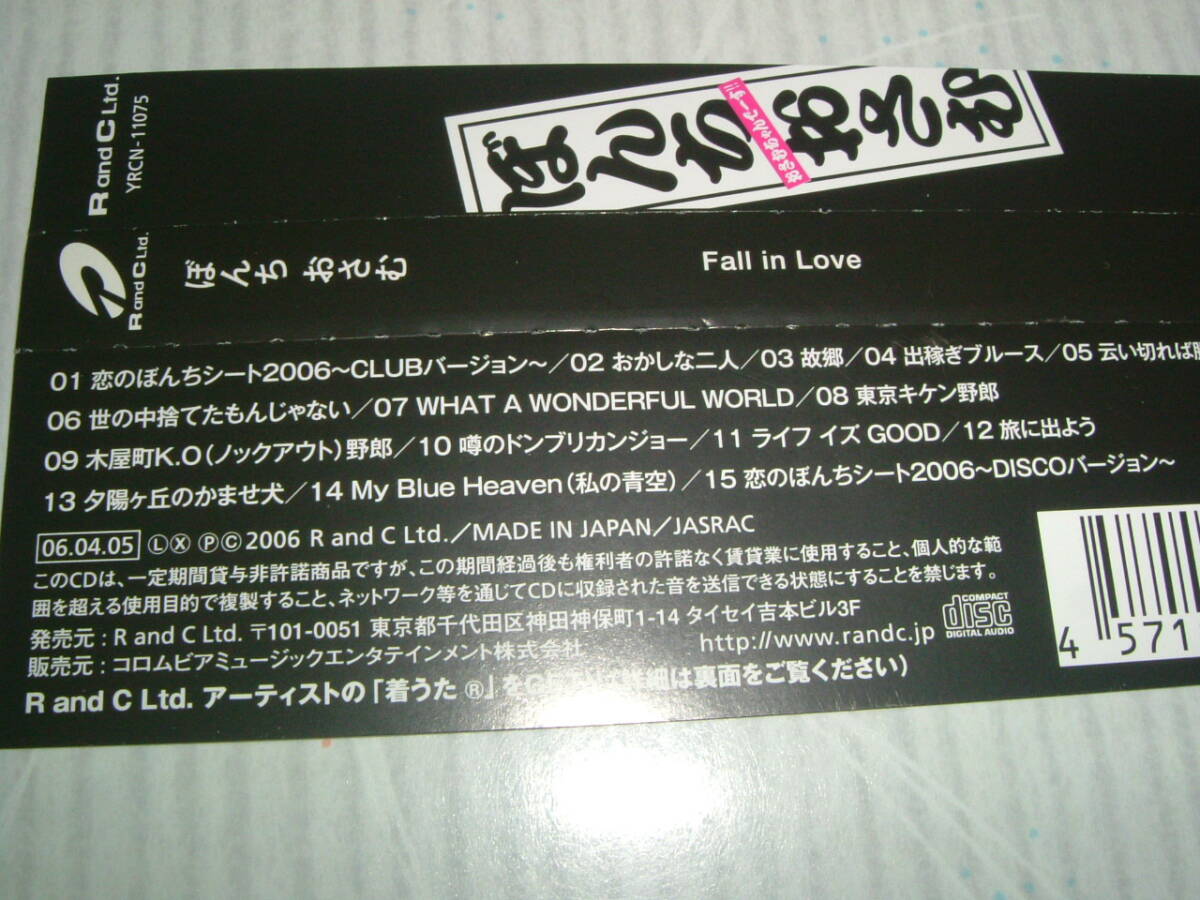 R and C Ltd.
YRCN-11075
ぼんち おさむ
おさむちゃんでーす!!
R and C Ltd.
ぼんち おさむ
Fall in Love
01 恋のぼんちシート2006～CLUBバージョン～/02 おかしな二人/03 故郷/04 出稼ぎブルース/05 云い切れば
06 世の中捨てたもんじゃない/07 WHAT A WONDERFUL WORLD/08 東京キケン野郎
09 木屋町K.O(ノックアウト)野郎/10 噂のドンブリカンジョー/11 ライフ イズ GOOD/12 旅に出よう
13 夕陽ヶ丘のかませ犬/14 My Blue Heaven(私の青空)/15 恋のぼんちシート2006～DISCOバージョン～
06.04.05 Ⓛ Ⓧ Ⓟ © 2006 R and C Ltd./MADE IN JAPAN/JASRAC
このCDは、一定期間貸与非許諾商品ですが、この期間経過後も権利者の許諾なく賃貸業に使用すること、個人的な範
囲を超える使用目的で複製すること、ネットワーク等を通じてCDに収録された音を送信できる状態にすることを禁じます。
発売元:R and C Ltd. 〒101-0051 東京都千代田区神田神保町1-14 タイセイ吉本ビル3F
販売元:コロムビアミュージックエンタテインメント株式会社 http://www.randc.jp
COMPACT disc DIGITAL AUDIO
R and C Ltd. アーティストの「着うた ®」を 詳細は裏面をご覧ください)
4 571